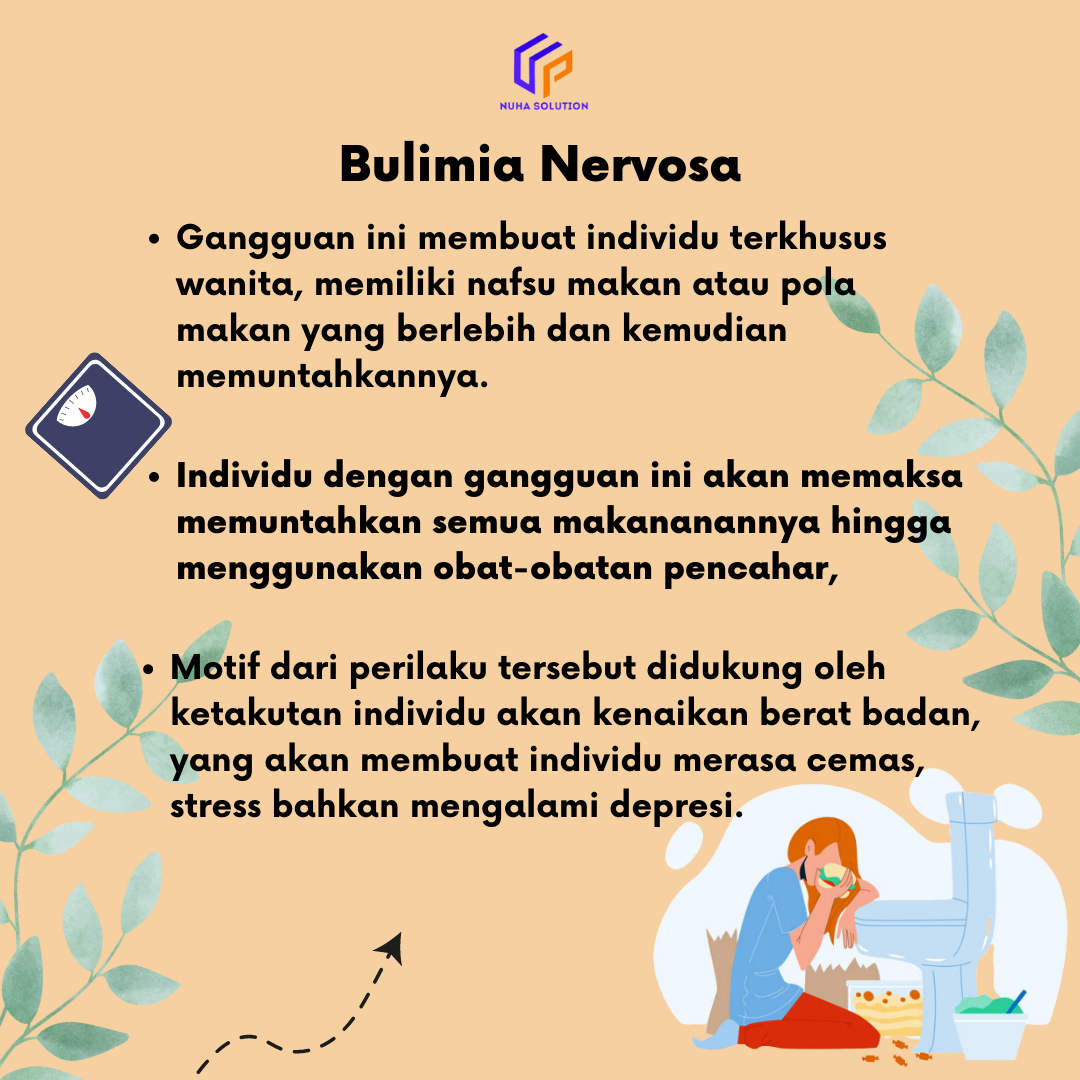 NUHA SOLUTION
Bulimia Nervosa
• Gangguan ini membuat individu terkhusus
wanita, memiliki nafsu makan atau pola
makan yang berlebih dan kemudian
memuntahkannya.
• Individu dengan gangguan ini akan memaksa
memuntahkan semua makananannya hingga
menggunakan obat-obatan pencahar,
• Motif dari perilaku tersebut didukung oleh
ketakutan individu akan kenaikan berat badan,
yang akan membuat individu merasa cemas,
stress bahkan mengalami depresi.